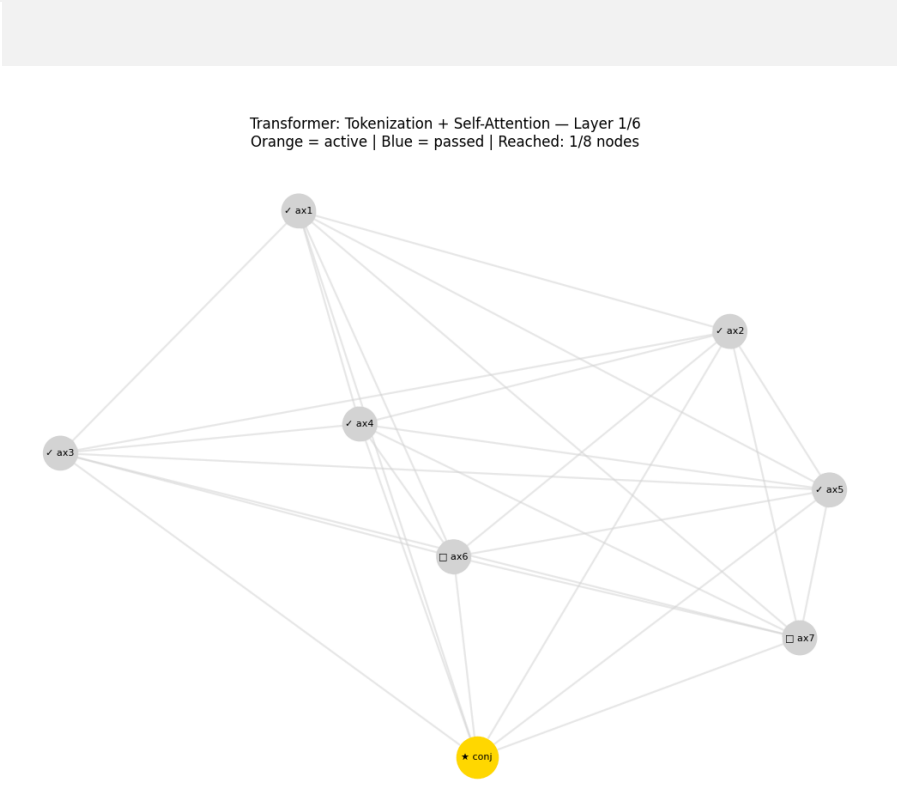 Transformer: Tokenization + Self-Attention — Layer 1/6
Orange = active | Blue = passed | Reached: 1/8 nodes
✓ ax1
✓ ax2
✓ ax4
✓ ax3
✓ ax5
□ ax6
□ ax7
★ conj